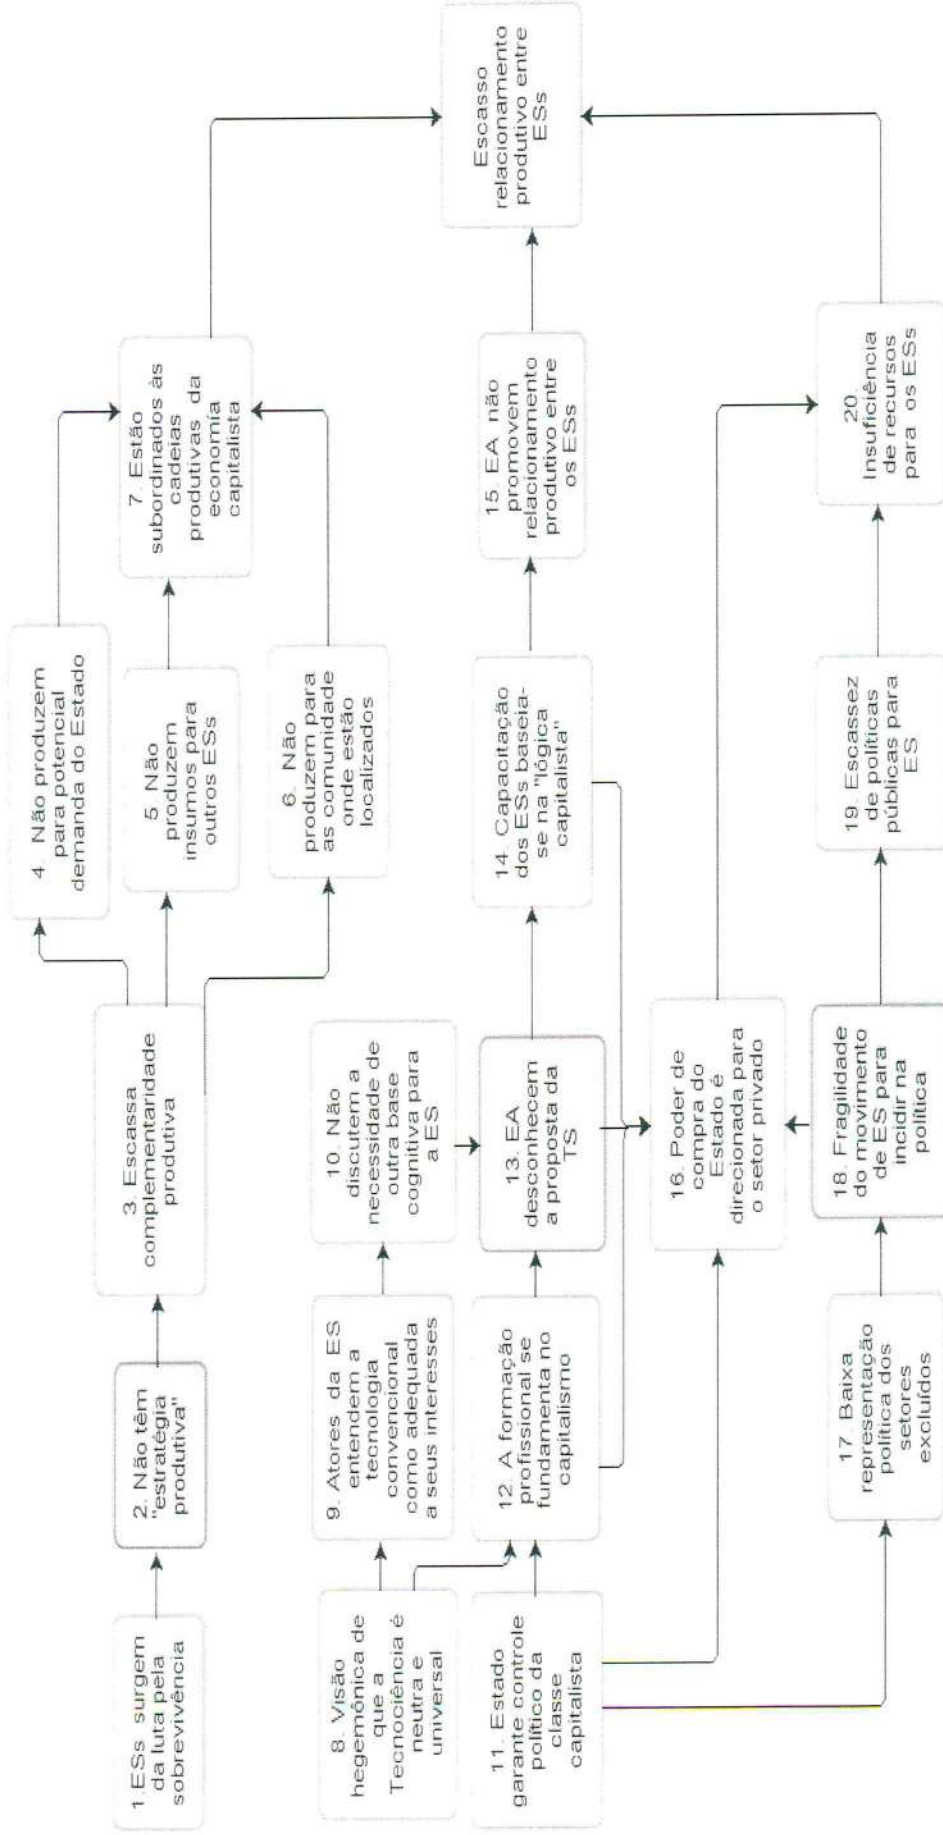 1.ESs surgem
da luta pela
sobrevivência
2. Não têm
"estratégia
produtiva"
3. Escassa
complementaridade
produtiva
4 Não produzem
para potencial
demanda do Estado
5 Não
produzem
insumos para
outros ESs
6. Não
produzem para
as comunidade
onde estão
localizados
7. Estão
subordinados às
cadeias
produtivas da
economía
capitalista
8. Visão
hegemônica de
que a
Tecnociência é
neutra e
universal
9. Atores da ES
entendem a
tecnologia
convencional
como adequada
a seus interesses
10. Não
discutem a
necessidade de
outra base
cognitiva para
a ES
11. Estado
garante controle
político da
classe
capitalista
12. A formação
profissional se
fundamenta no
capitalismo
13. EA
desconhecem
a proposta da
TS
14. Capacitação
dos ESs baseia-
se na "lógica
capitalista"
15. EA não
promovem
relacionamento
produtivo entre
os ESs
Escasso
relacionamento
produtivo entre
ESs
16. Poder de
compra do
Estado é
direcionada para
o setor privado
17. Baixa
representação
política dos
setores
excluídos
18. Fragilidade
do movimento
de ES para
incidir na
política
19. Escassez
de políticas
públicas para
ES
20.
Insuficiência
de recursos
para os ESs